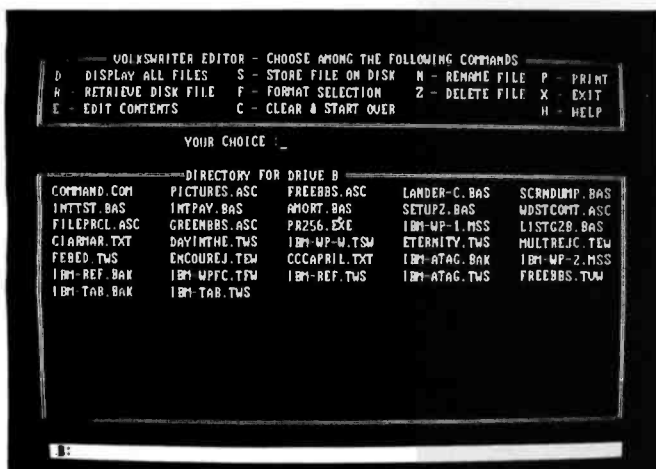 VOLKSWRITER EDITOR - CHOOSE AMONG THE FOLLOWING COMMANDS
D DISPLAY ALL FILES S - STORE FILE ON DISK N - RENAME FILE P - PRINT
R - RETRIEVE DISK FILE F - FORMAT SELECTION Z - DELETE FILE X - EXIT
E - EDIT CONTENTS C - CLEAR & START OVER H - HELP
YOUR CHOICE :_
DIRECTORY FOR DRIVE B
COMMAND.COM PICTURES.ASC FREEBBS.ASC LANDER-C.BAS SCRNDUMP.BAS
INTTST.BAS INTPAY.BAS AMORT.BAS SETUP2.BAS WDSTCOMT.ASC
FILEPRCL.ASC GREENBBS.ASC PR256.EXE IBM-WP-1.MSS LISTG2B.BAS
CIARMAR.TXT DAYINTHE.TWS IBM-WP-W.TSW ETERNITY.TWS MULTREJC.TEW
FEBED.TWS ENCOUREJ.TEW CCCAPRIL.TXT IBM-ATAG.BAK IBM-WP-2.MSS
IBM-REF.BAK IBM-WPFC.TFW IBM-REF.TWS IBM-ATAG.TWS FREEBBS.TUW
IBM-TAB.BAK IBM-TAB.TWS
B: